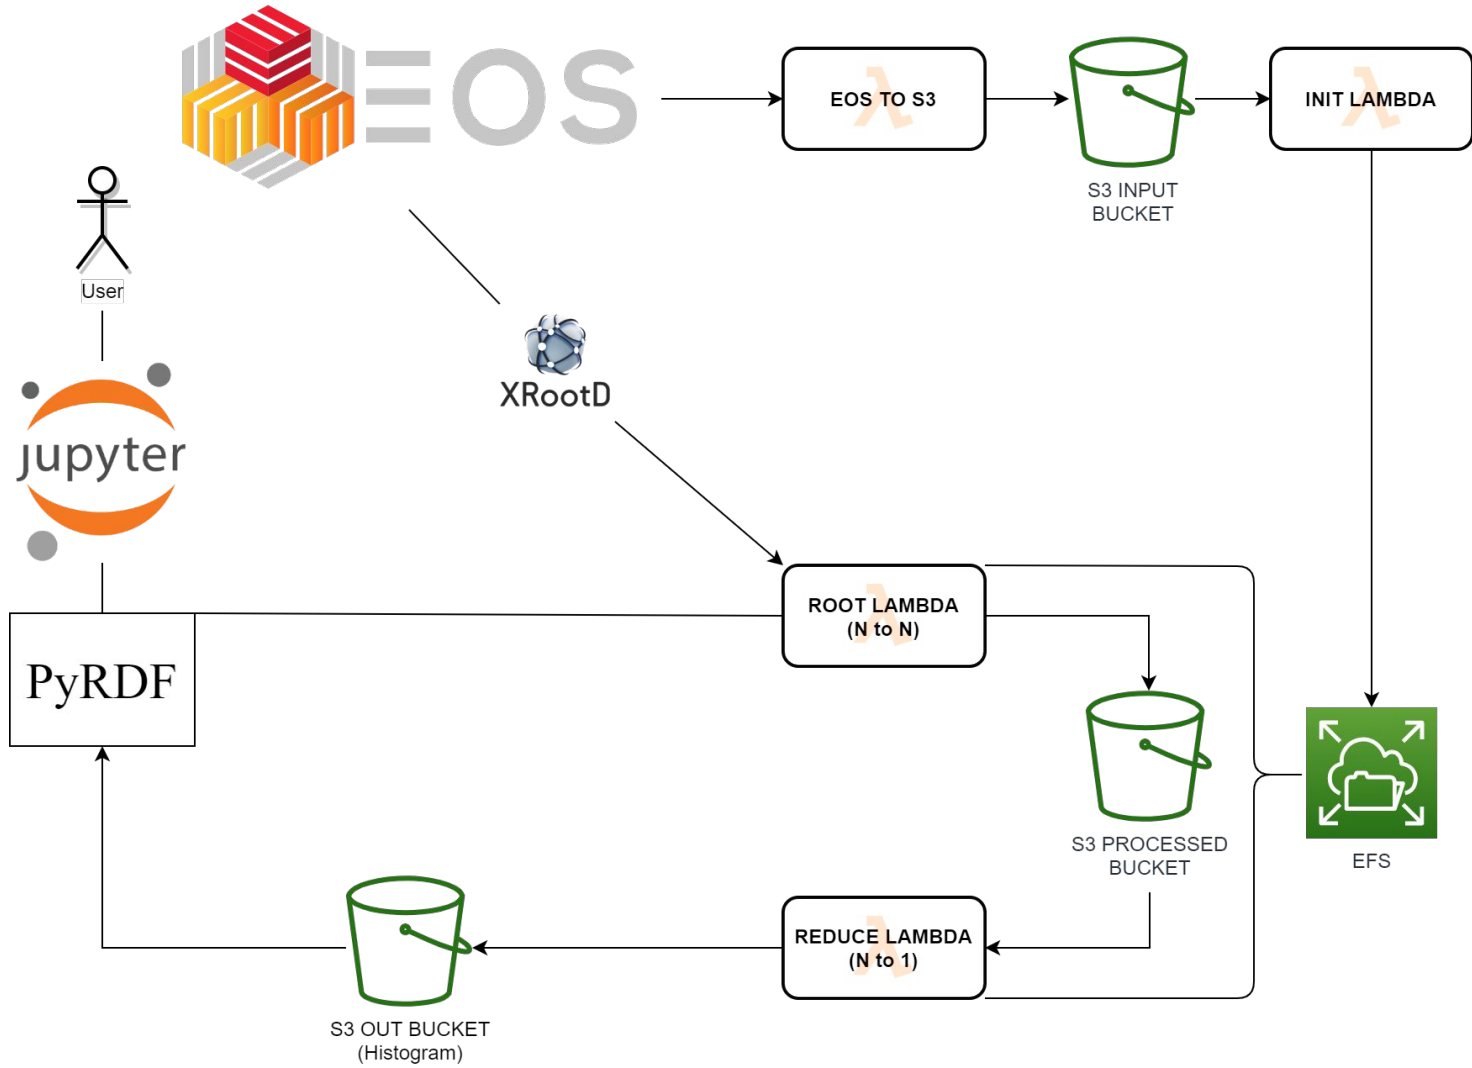 EOS
EOS TO S3
INIT LAMBDA
S3 INPUT
BUCKET
User
XRootD
jupyter
ROOT LAMBDA
(N to N)
PyRDF
S3 PROCESSED
BUCKET
EFS
REDUCE LAMBDA
(N to 1)
S3 OUT BUCKET
(Histogram)